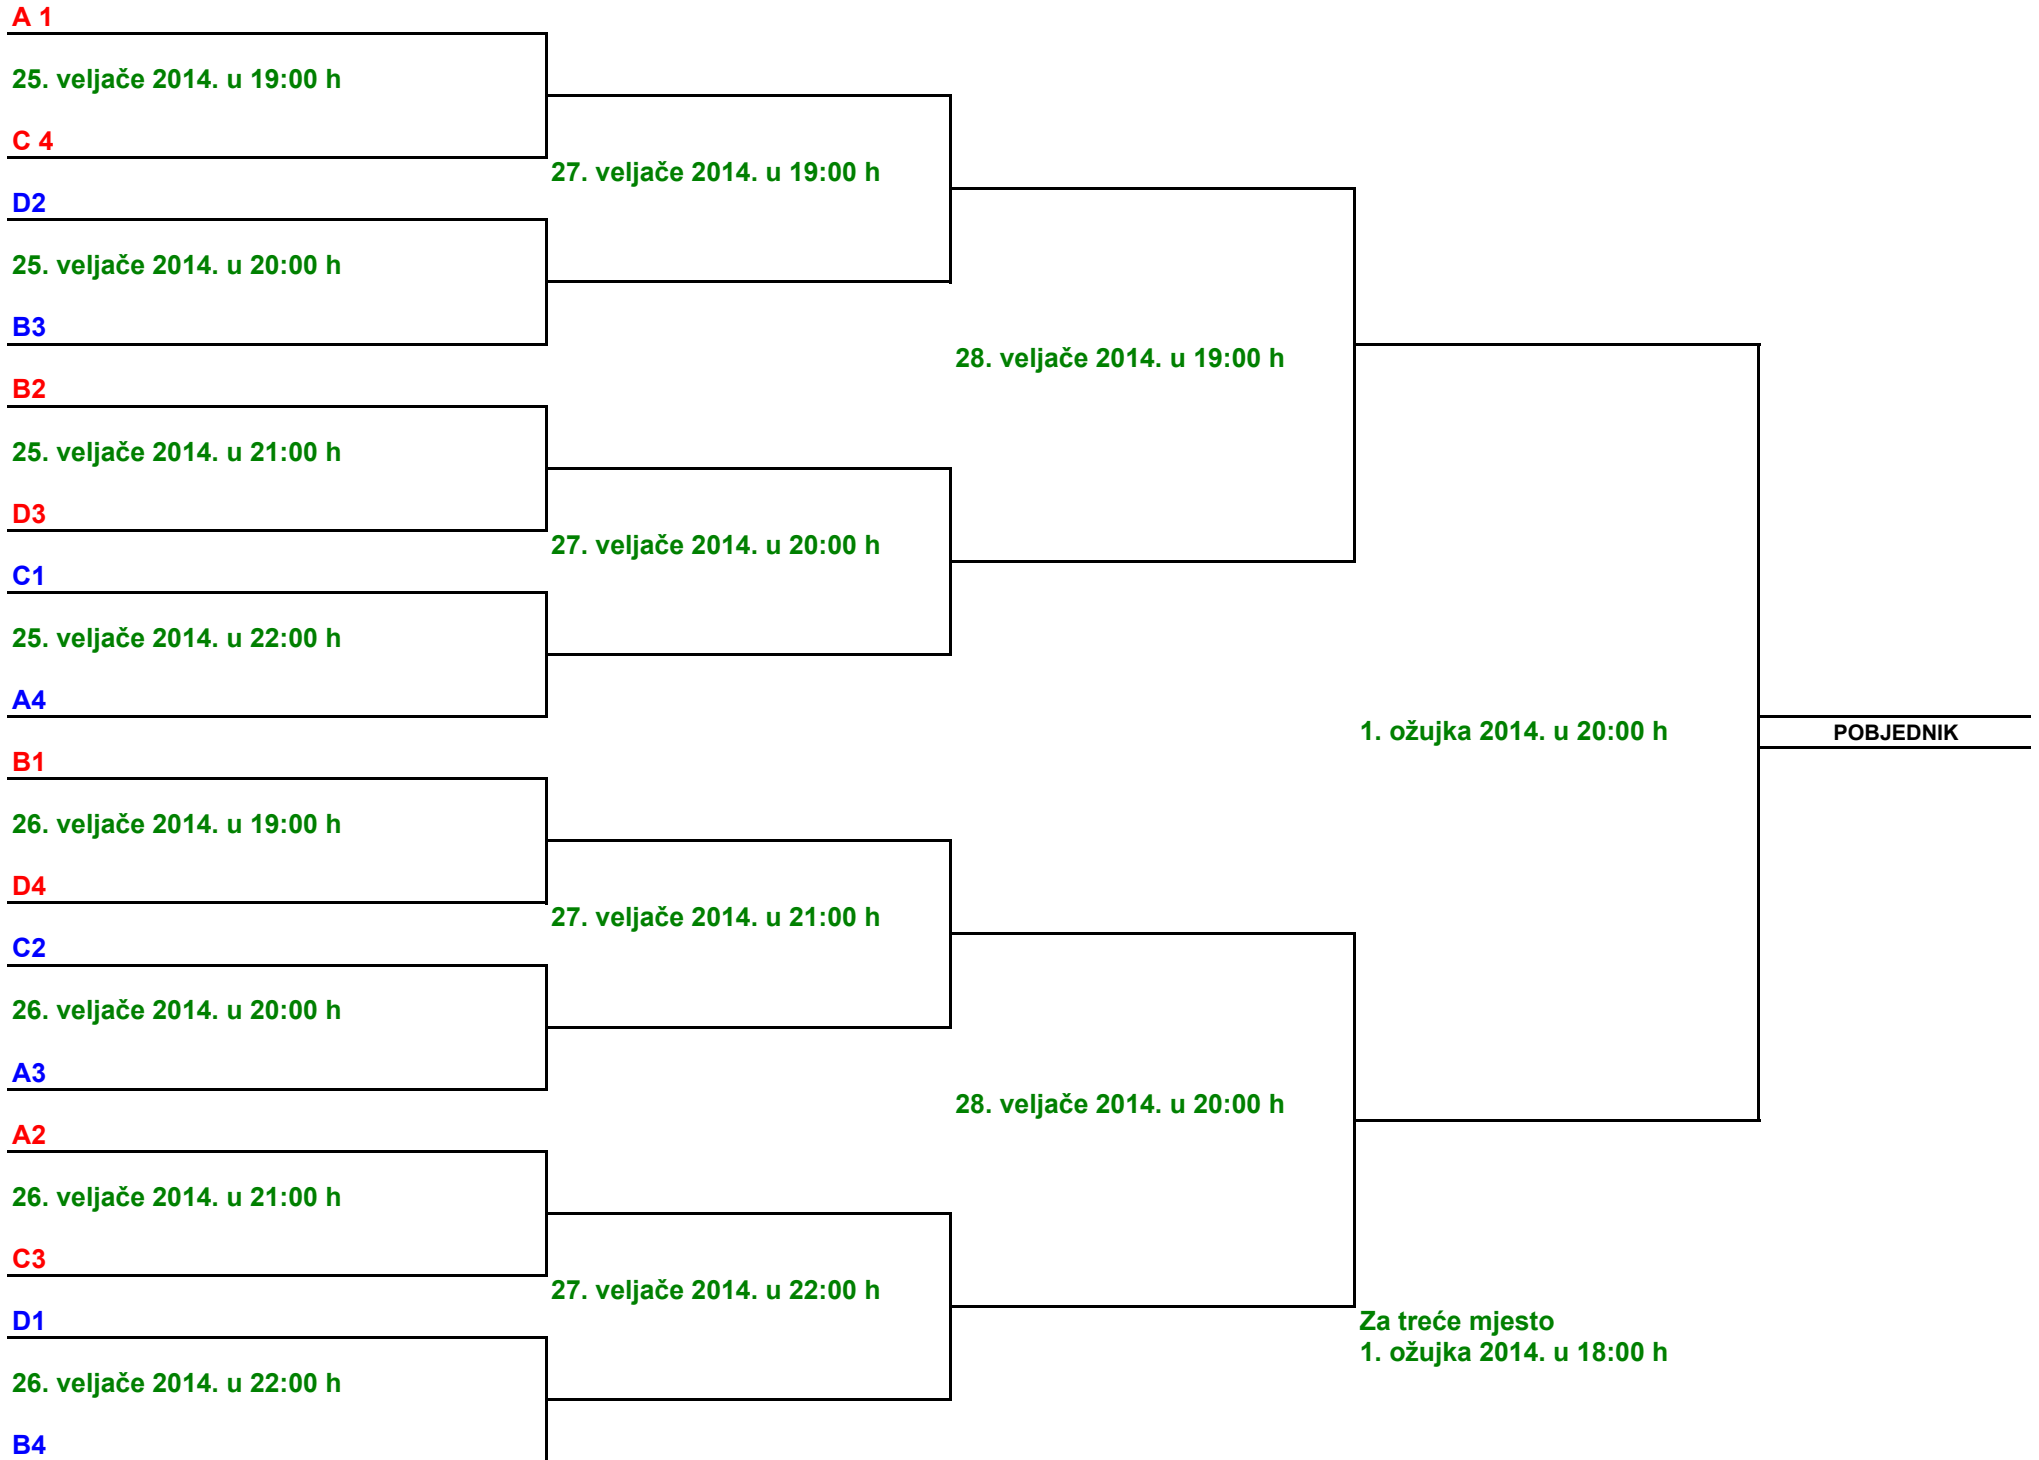 A 1
25. veljače 2014. u 19:00 h
C 4
27. veljače 2014. u 19:00 h
D2
25. veljače 2014. u 20:00 h
B3
28. veljače 2014. u 19:00 h
B2
25. veljače 2014. u 21:00 h
D3
27. veljače 2014. u 20:00 h
C1
25. veljače 2014. u 22:00 h
A4
1. ožujka 2014. u 20:00 h
POBJEDNIK
B1
26. veljače 2014. u 19:00 h
D4
27. veljače 2014. u 21:00 h
C2
26. veljače 2014. u 20:00 h
A3
28. veljače 2014. u 20:00 h
A2
26. veljače 2014. u 21:00 h
C3
27. veljače 2014. u 22:00 h
D1
Za treće mjesto
1. ožujka 2014. u 18:00 h
26. veljače 2014. u 22:00 h
B4